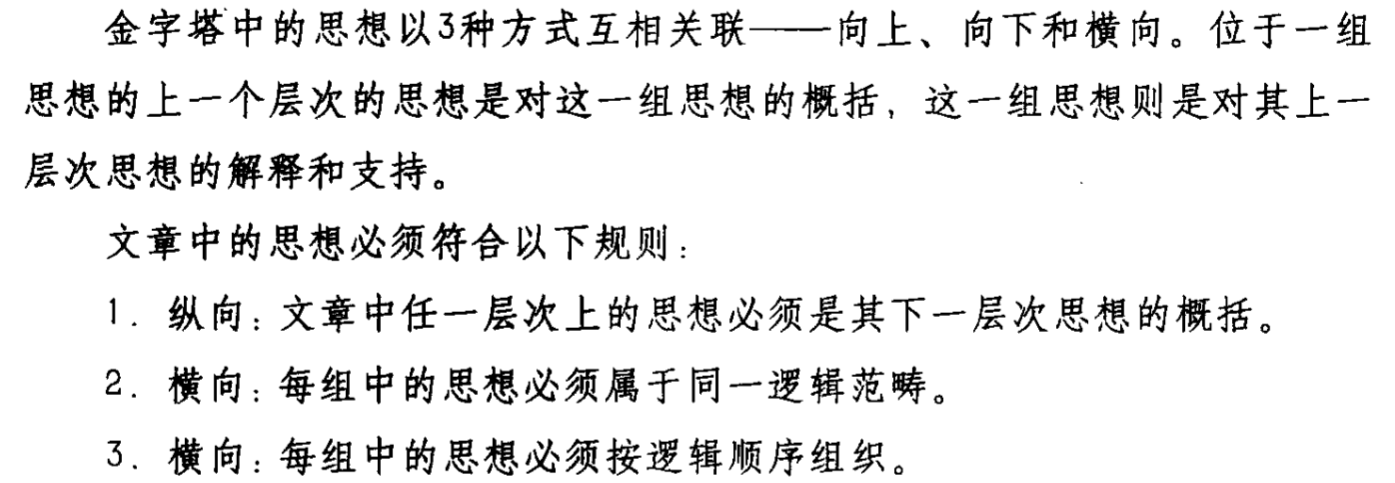 金字塔中的思想以3种方式互相关联——向上、向下和横向。位于一组
思想的上一个层次的思想是对这一组思想的概括，这一组思想则是对其上一
层次思想的解释和支持。
文章中的思想必须符合以下规则：
1. 纵向：文章中任一层次上的思想必须是其下一层次思想的概括。
2. 横向：每组中的思想必须属于同一逻辑范畴。
3. 横向：每组中的思想必须按逻辑顺序组织。